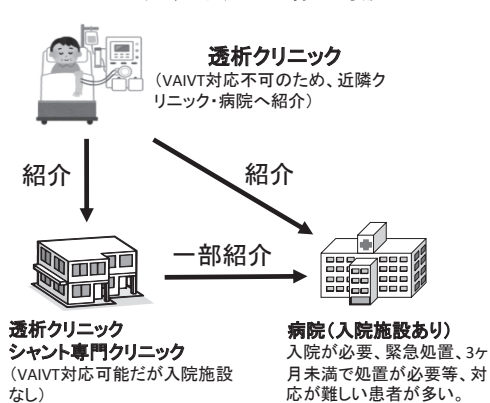 透析クリニック
(VAIVT対応不可のため、近隣ク
リニック・病院へ紹介)
紹介
紹介
一部紹介
透析クリニック
シャント専門クリニック
(VAIVT対応可能だが入院施設
なし)
病院(入院施設あり)
入院が必要、緊急処置、3ヶ
月未満で処置が必要等、対
応が難しい患者が多い。